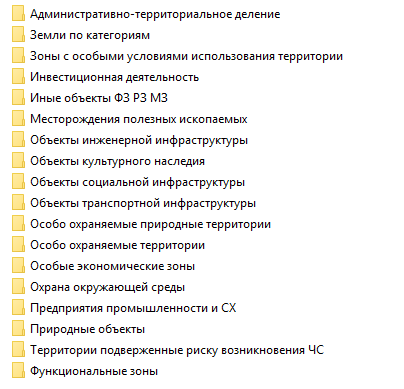 Административно-территориальное деление
Земли по категориям
Зоны с особыми условиями использования территории
Инвестиционная деятельность
Иные объекты ФЗ РЗ МЗ
Месторождения полезных ископаемых
Объекты инженерной инфраструктуры
Объекты культурного наследия
Объекты социальной инфраструктуры
Объекты транспортной инфраструктуры
Особо охраняемые природные территории
Особо охраняемые территории
Особые экономические зоны
Охрана окружающей среды
Предприятия промышленности и СХ
Природные объекты
Территории подверженные риску возникновения ЧС
Функциональные зоны